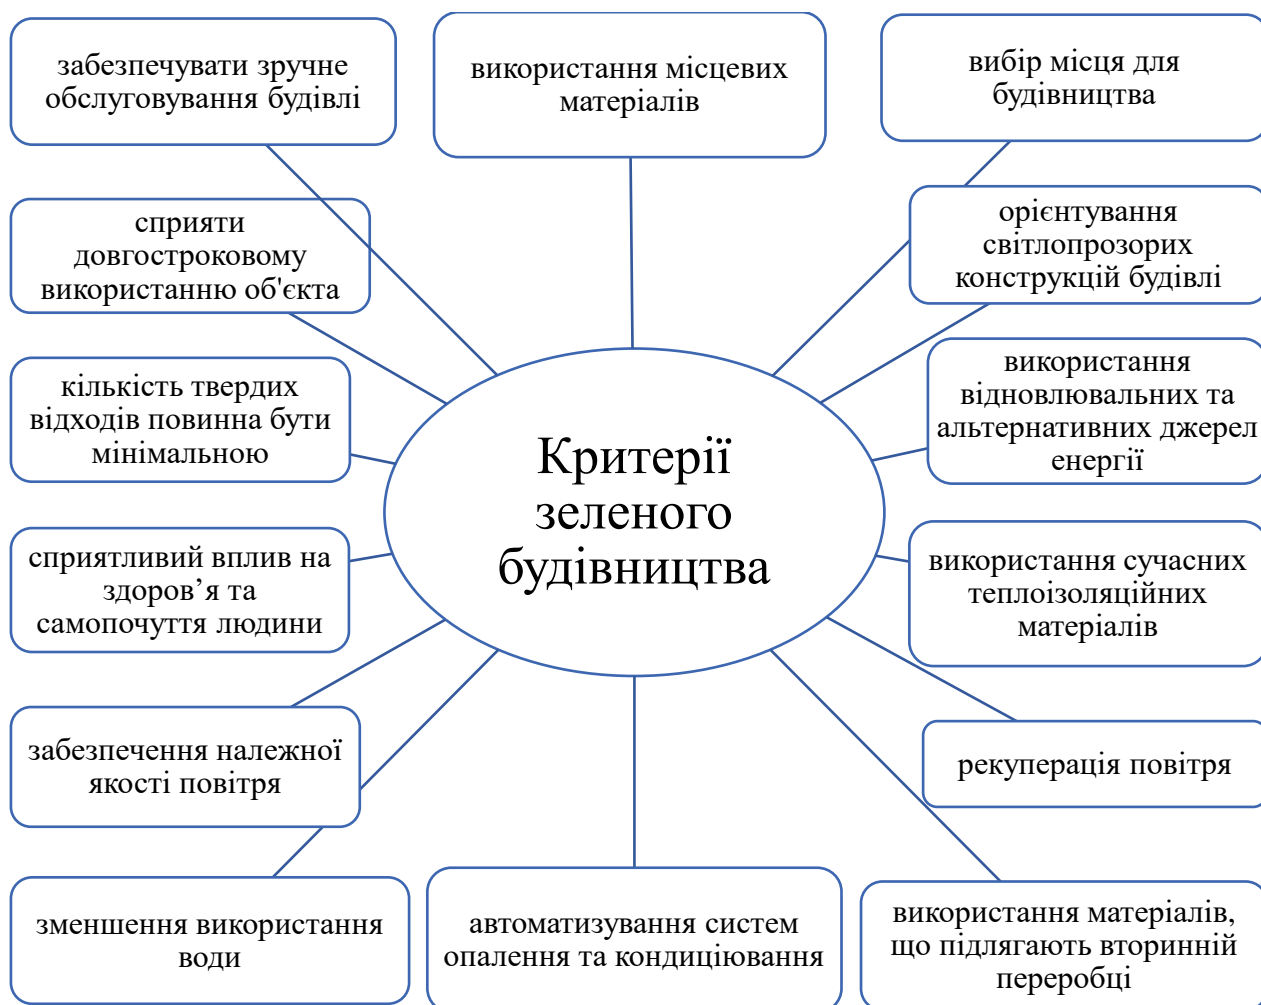 забезпечувати зручне
обслуговування будівлі
використання місцевих
матеріалів
вибір місця для
будівництва
сприяти
довгостроковому
використанню об'єкта
орієнтування
світлопрозорих
конструкцій будівлі
кількість твердих
відходів повинна бути
мінімальною
використання
відновлювальних та
альтернативних джерел
енергії
Критерії
зеленого
будівництва
сприятливий вплив на
здоров’я та
самопочуття людини
використання сучасних
теплоізоляційних
матеріалів
забезпечення належної
якості повітря
рекуперація повітря
зменшення використання
води
автоматизування систем
опалення та кондиціювання
використання матеріалів,
що підлягають вторинній
переробці